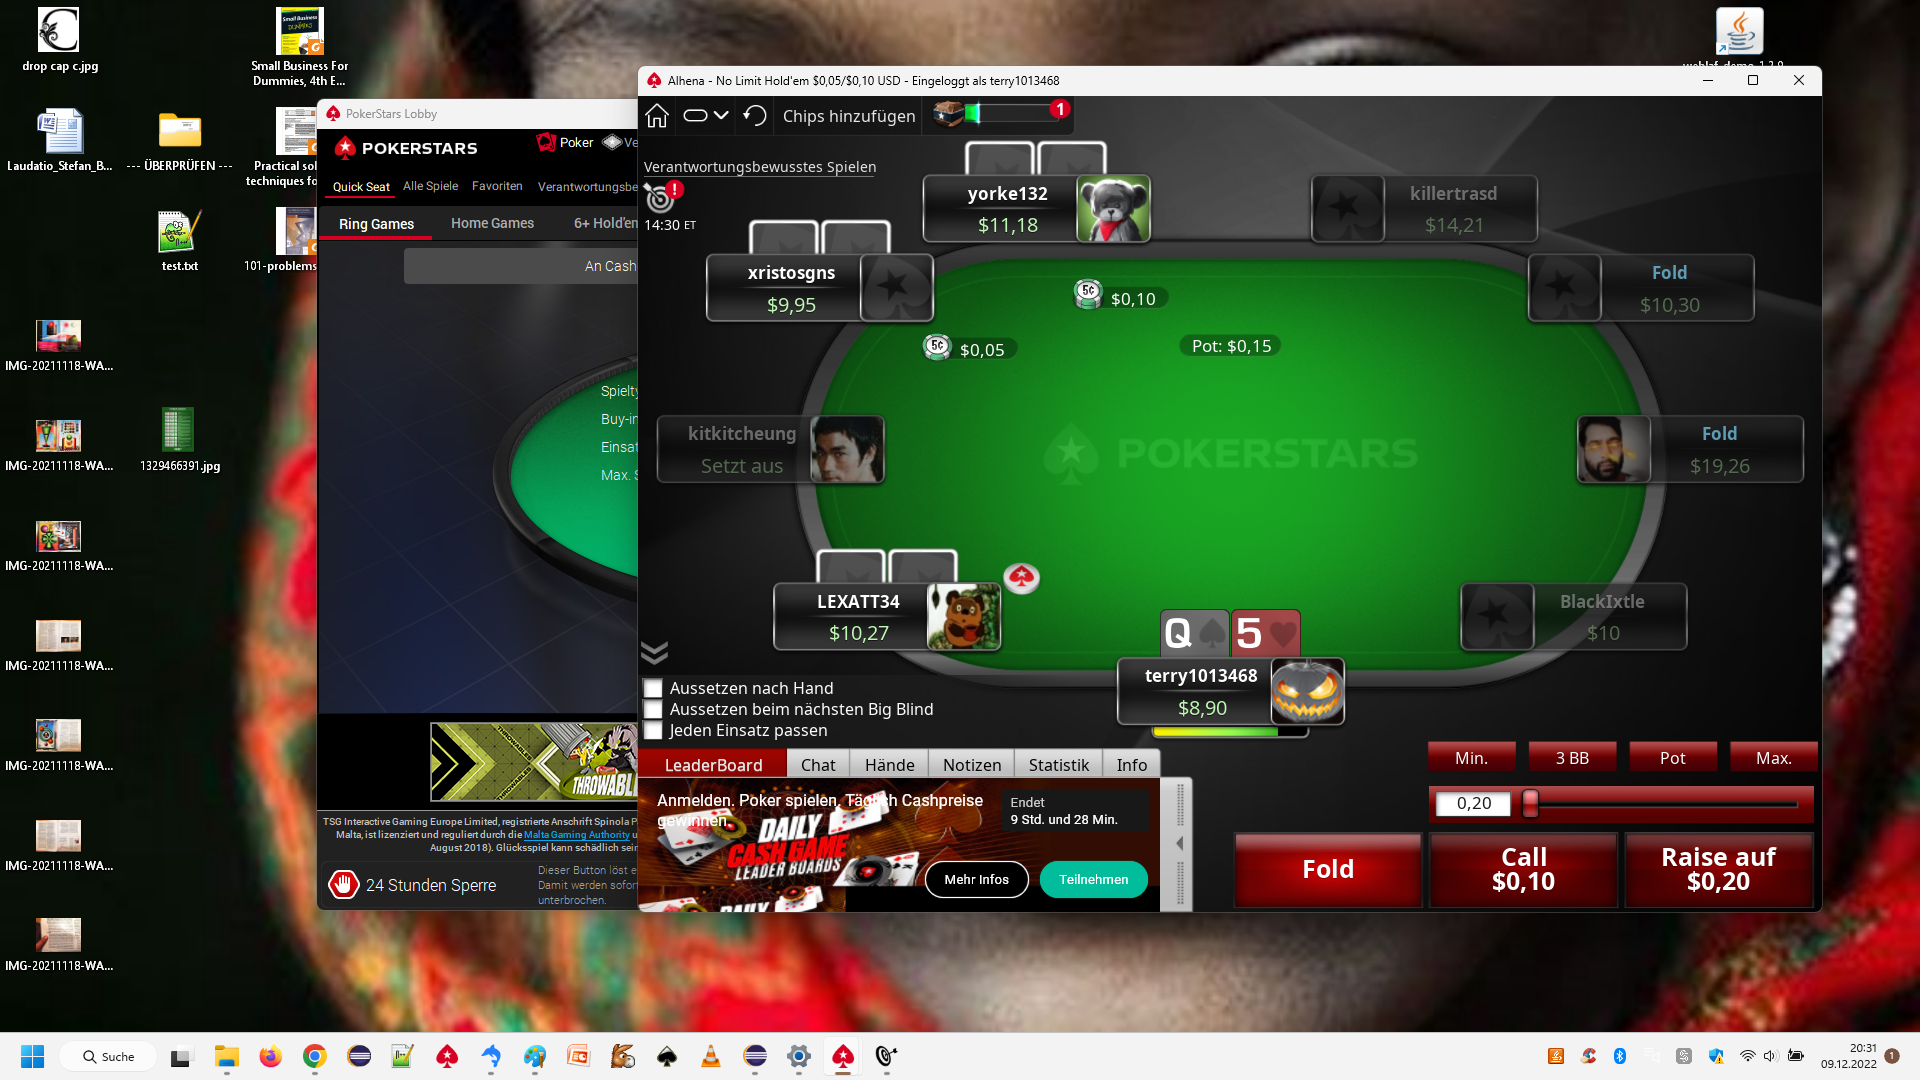 drop cap c.jpg
Small Business For
Dummies, 4th E...
Laudatio_Stefan_B...
--- ÜBERPRÜFEN ---
Practical sol
techniques fo
test.txt
101-problems
IMG-20211118-WA...
IMG-20211118-WA...
1329466391.jpg
IMG-20211118-WA...
IMG-20211118-WA...
IMG-20211118-WA...
IMG-20211118-WA...
IMG-20211118-WA...
PokerStars Lobby
POKERSTARS
Poker
Ve
Quick Seat
Alle Spiele
Favoriten
Verantwortungsbe
Ring Games
Home Games
6+ Hold'em
An Cash
Spielty
Buy-in
Einsat
Max. S
THROWABLE
TSG Interactive Gaming Europe Limited, registrierte Anschrift Spinola P
Malta, ist lizenziert und reguliert durch die Malta Gaming Authority u
August 2018). Glücksspiel kann schädlich sein
24 Stunden Sperre
Dieser Button löst e
Damit werden sofor
unterbrochen.
Alhena - No Limit Hold'em $0,05/$0,10 USD - Eingeloggt als terry1013468
Chips hinzufügen
1
Verantwortungsbewusstes Spielen
14:30 ET
yorke132
$11,18
killertrasd
$14,21
xristosgns
$9,95
Fold
$10,30
5¢ $0,10
5¢ $0,05
Pot: $0,15
kitkitcheung
Setzt aus
POKERSTARS
Fold
$19,26
LEXATT34
$10,27
BlackIxtle
$10
Q 5
terry1013468
$8,90
Aussetzen nach Hand
Aussetzen beim nächsten Big Blind
Jeden Einsatz passen
LeaderBoard
Chat
Hände
Notizen
Statistik
Info
Anmelden. Poker spielen. Täglich Cashpreise
gewinnen.
Endet
9 Std. und 28 Min.
DAILY
CASH GAME
LEADER BOARDS
DAILY
Mehr Infos
Teilnehmen
Min.
3 BB
Pot
Max.
0,20
Fold
Call
$0,10
Raise auf
$0,20
Suche
20:31
09.12.2022
1